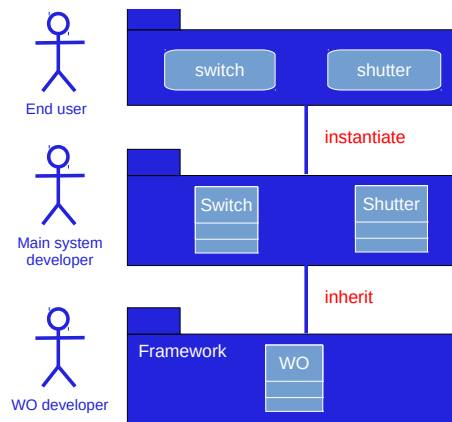 switch
shutter
End user
instantiate
Switch
Shutter
Main system
developer
inherit
Framework
WO
WO developer